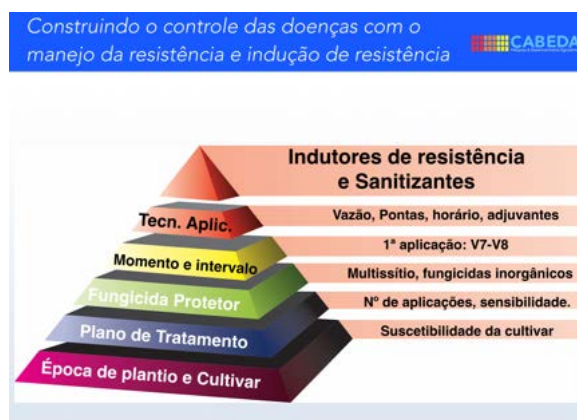 Construindo o controle das doenças com o
manejo da resistência e indução de resistência
CABEDA
Indutores de resistência
e Sanitizantes
Tecn. Aplic.
Vazão, Pontas, horário, adjuvantes
Momento e intervalo
1ª aplicação: V7-V8
Fungicida Protetor
Multissítio, fungicidas inorgânicos
Plano de Tratamento
Nº de aplicações, sensibilidade.
Época de plantio e Cultivar
Suscetibilidade da cultivar